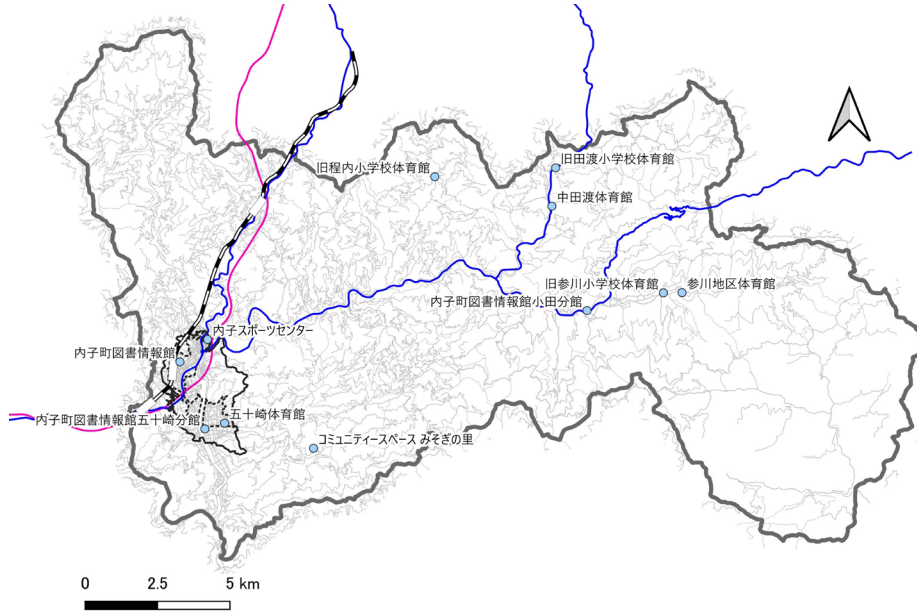 旧田渡小学校体育館
旧程内小学校体育館
中田渡体育館
旧参川小学校体育館
参川地区体育館
内子町図書情報館小田分館
内子スポーツセンター
内子町図書情報館
内子町図書情報館五十崎分館
五十崎体育館
コミュニティースペース みそぎの里
0 2.5 5 km